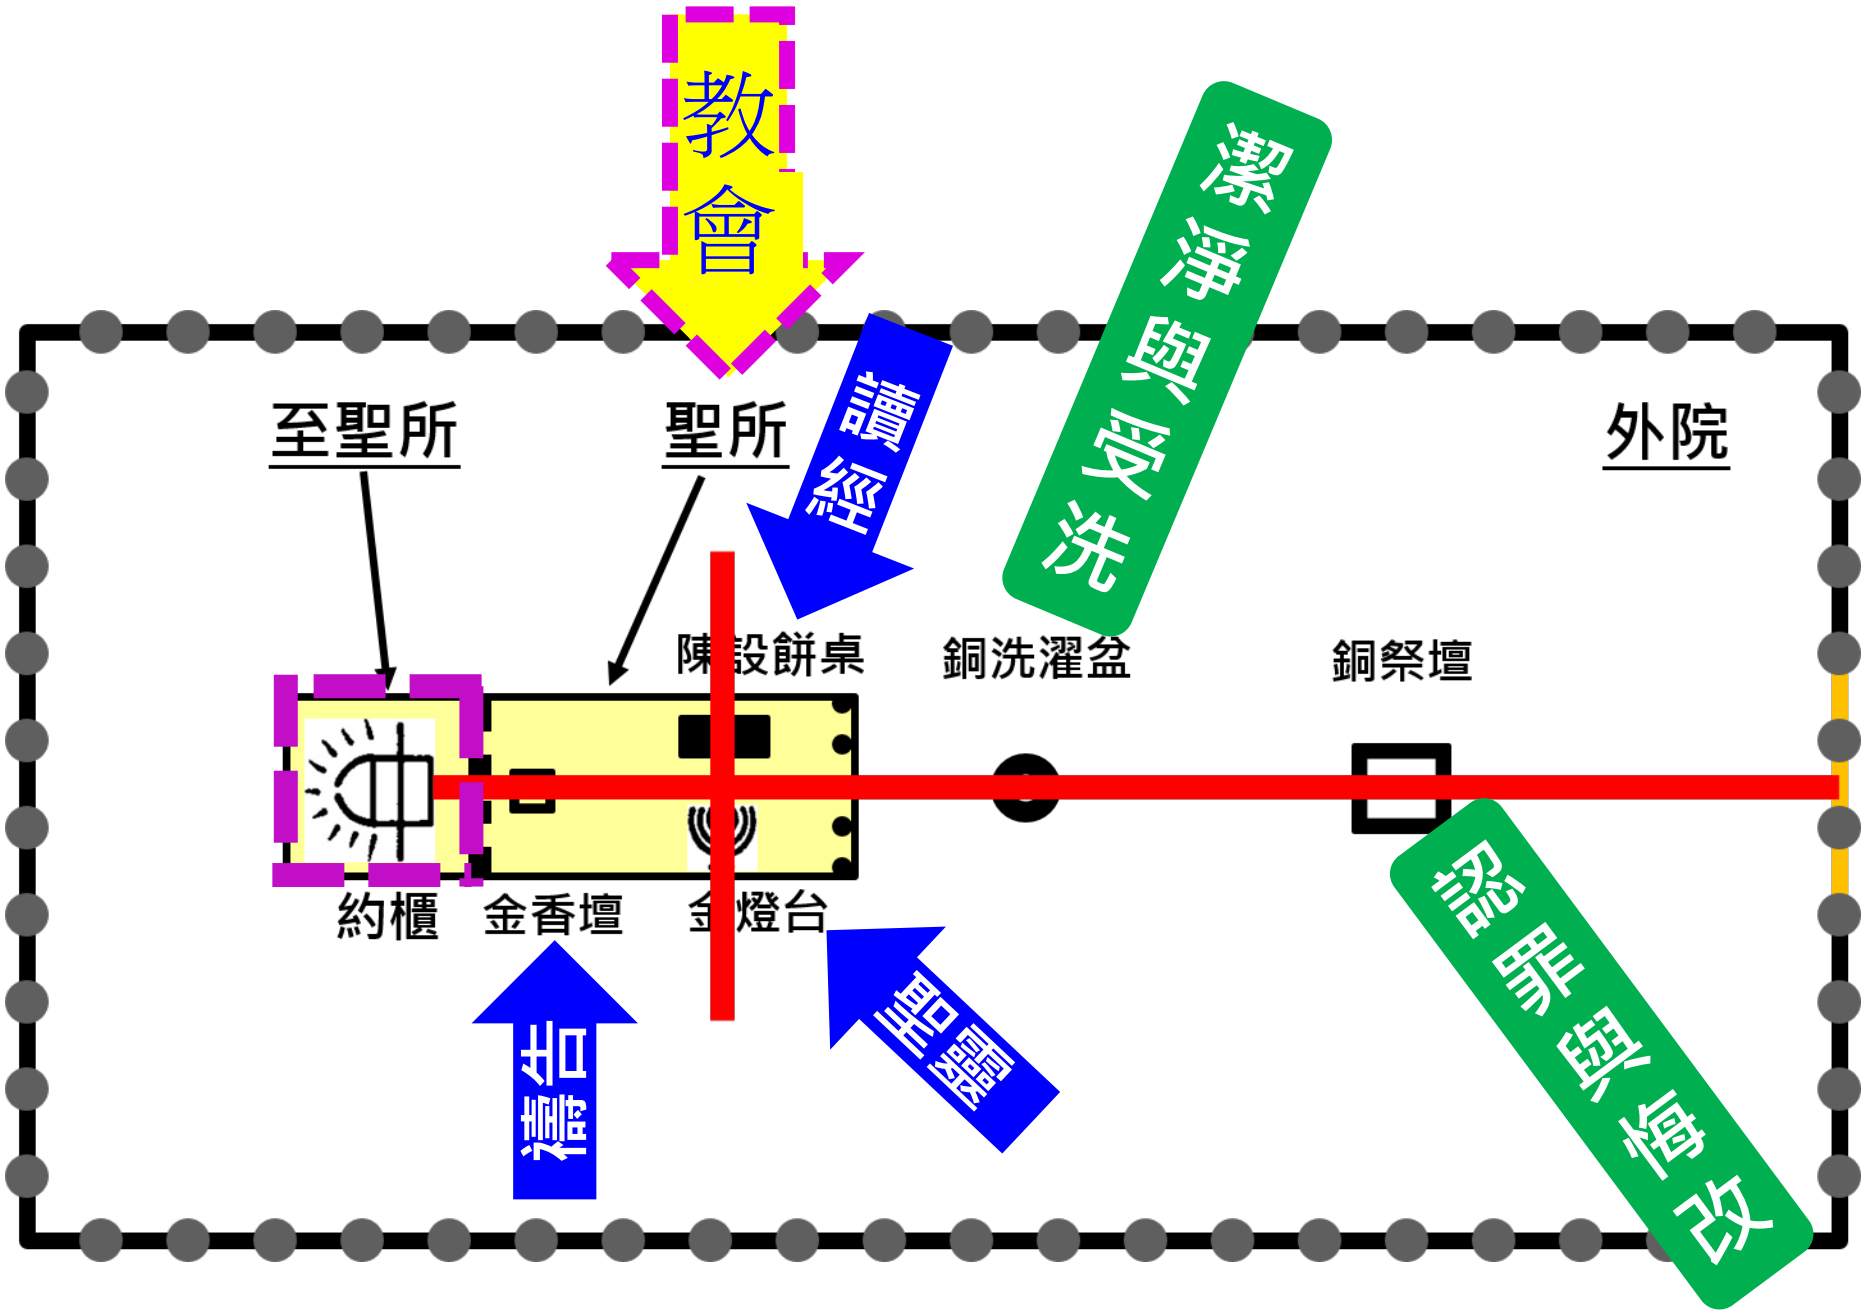 教會
潔淨與受洗
讀經
至聖所
聖所
外院
陳設餅桌
銅洗濯盆
銅祭壇
約櫃
金香壇
金燈台
禱告
聖靈
認罪與悔改